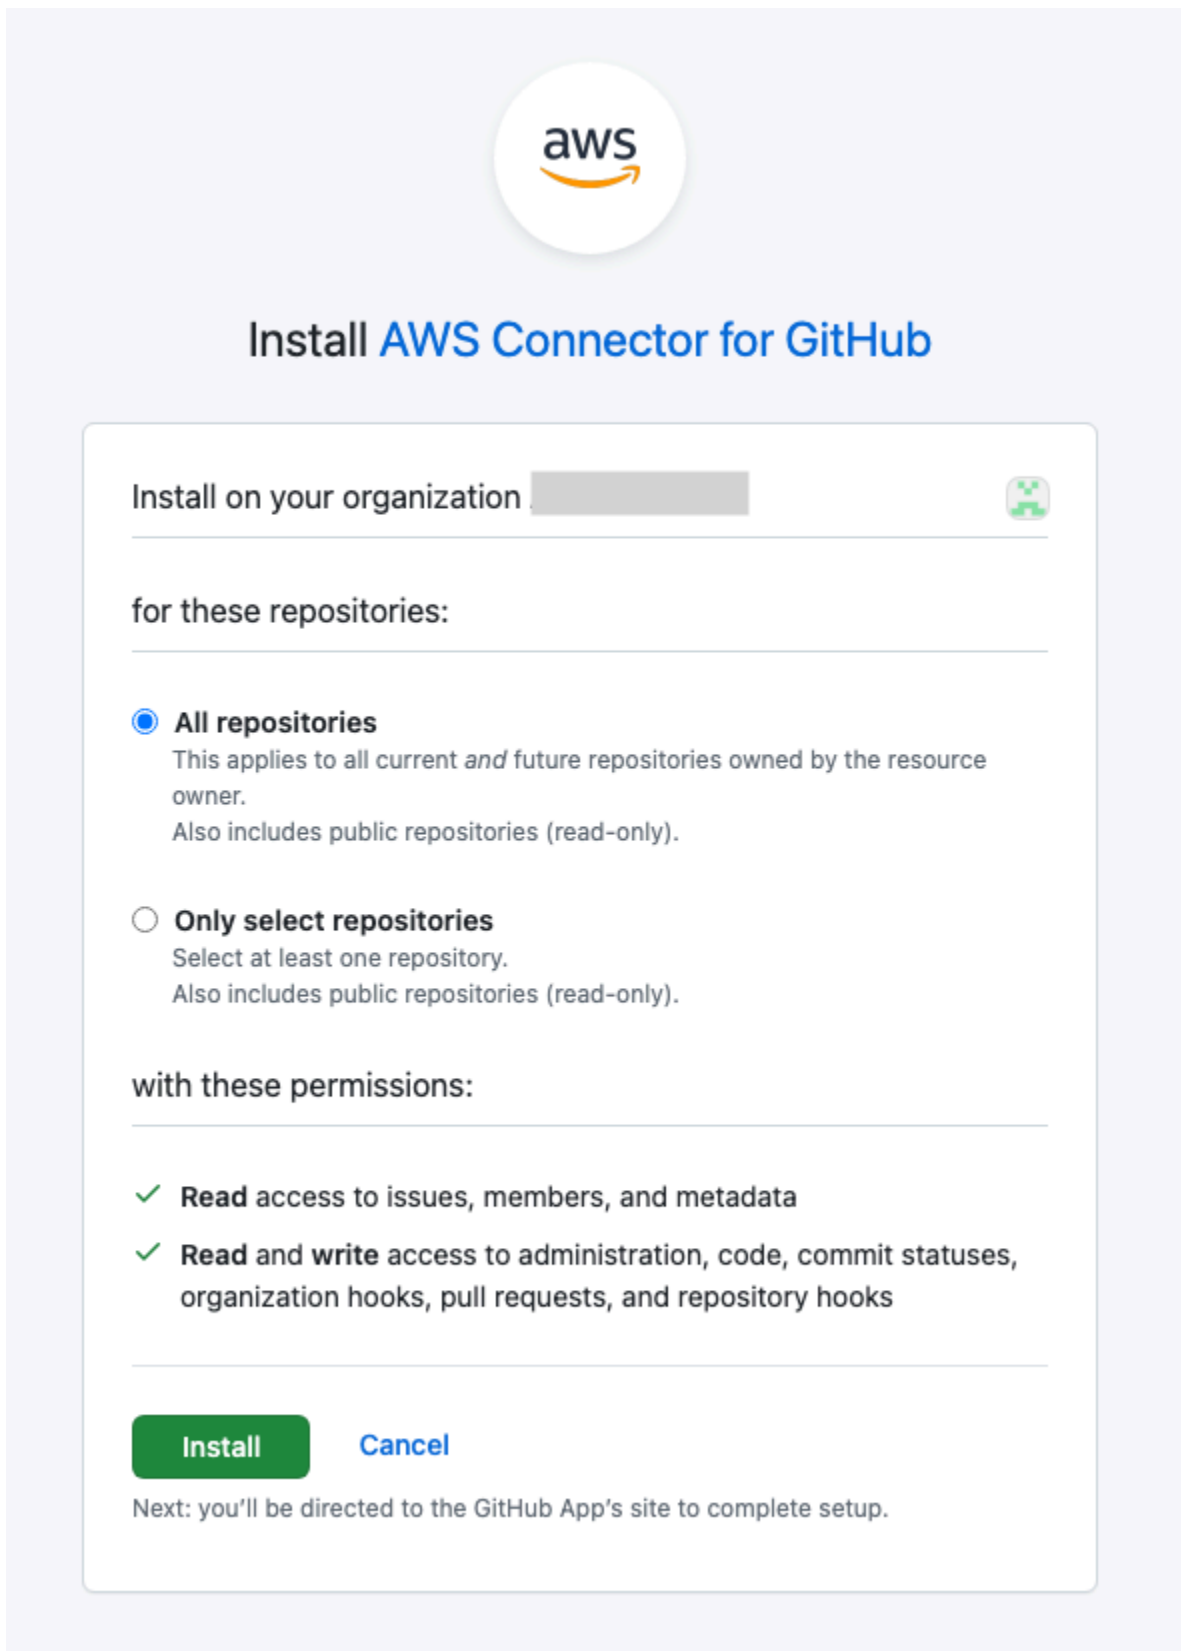 aws
Install AWS Connector for GitHub
Install on your organization
for these repositories:
All repositories
This applies to all current and future repositories owned by the resource
owner.
Also includes public repositories (read-only).
Only select repositories
Select at least one repository.
Also includes public repositories (read-only).
with these permissions:
Read access to issues, members, and metadata
Read and write access to administration, code, commit statuses,
organization hooks, pull requests, and repository hooks
Install
Cancel
Next: you'll be directed to the GitHub App's site to complete setup.